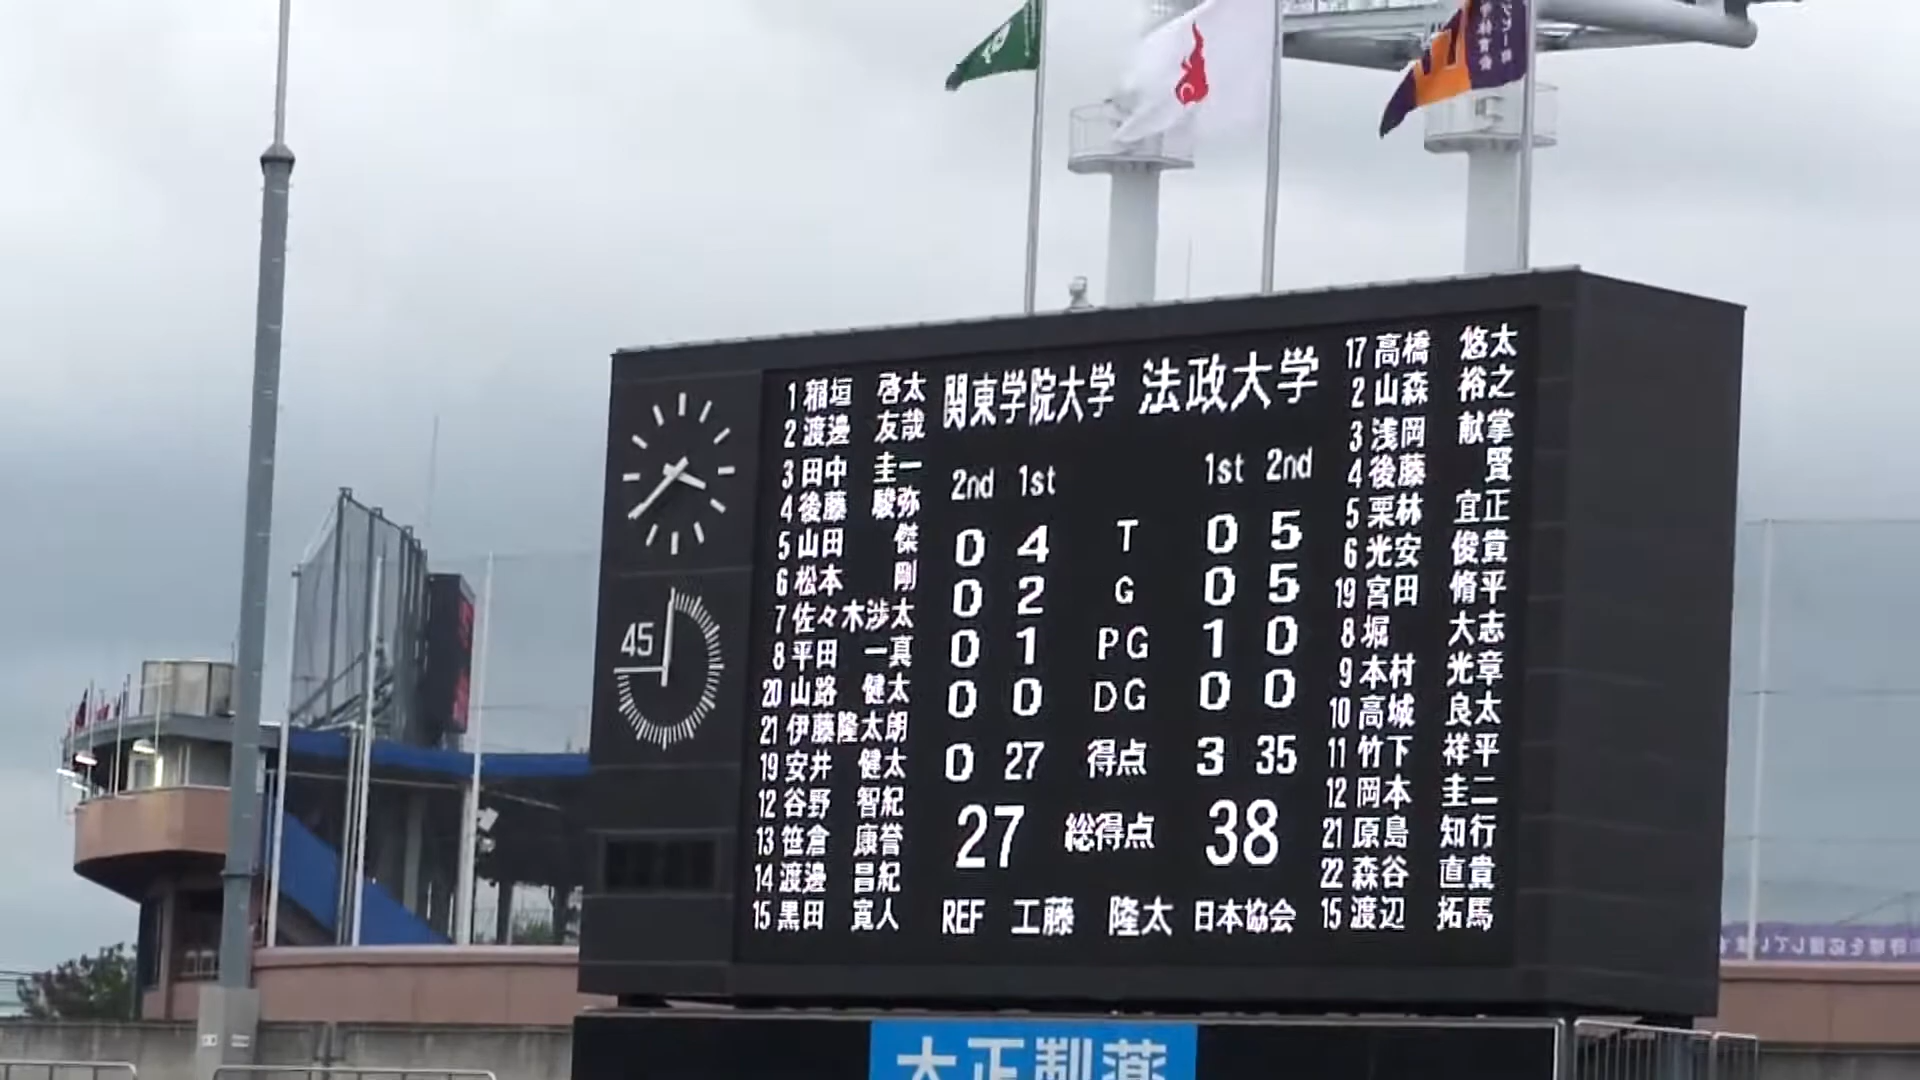 関東学院大学 法政大学
2nd 1st 1st 2nd
0 4 T 0 5
0 2 G 0 5
0 1 PG 1 0
0 0 DG 0 0
0 27 得点 3 35
27 総得点 38
REF 工藤 隆太 日本協会
1 稲垣 啓太
2 渡邊 友哉
3 田中 圭一
4 後藤 駿弥
5 山田 傑
6 松本 剛
7 佐々木渉太
8 平田 一真
20 山路 健太
21 伊藤隆太朗
19 安井 健太
12 谷野 智紀
13 笹倉 康誉
14 渡邊 昌紀
15 黒田 寛人
17 高橋 悠太
2 山森 裕之
3 浅岡 献掌
4 後藤 賢
5 栗林 宜正
6 光安 俊貴
19 宮田 脩平
8 堀 大志
9 本村 光章
10 高城 良太
11 竹下 祥平
12 岡本 圭二
21 原島 知行
22 森谷 直貴
15 渡辺 拓馬
45
大正製薬